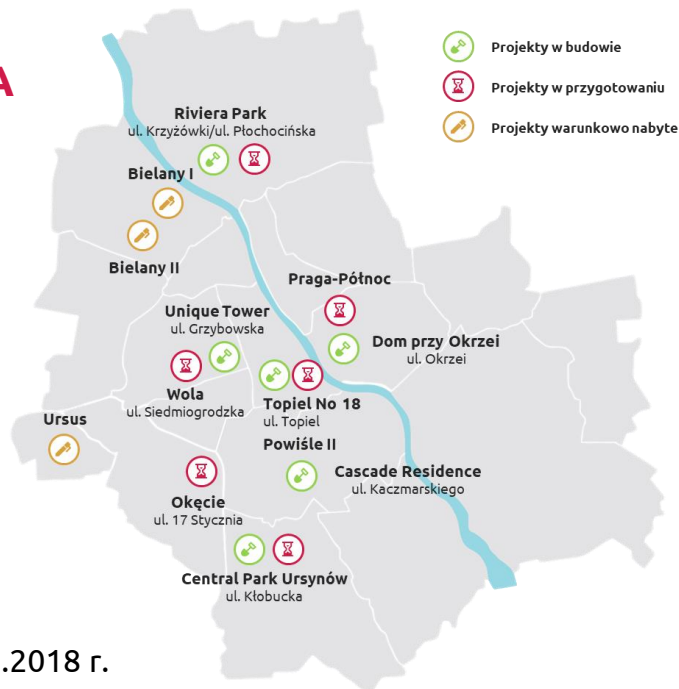 A
Projekty w budowie
Projekty w przygotowaniu
Projekty warunkowo nabyte
Riviera Park
ul. Krzyżówki/ul. Płochocińska
Bielany I
Bielany II
Praga-Północ
Unique Tower
ul. Grzybowska
Dom przy Okrzei
ul. Okrzei
Wola
ul. Siedmiogrodzka
Topiel No 18
ul. Topiel
Powiśle II
Ursus
Cascade Residence
ul. Kaczmarskiego
Okęcie
ul. 17 Stycznia
Central Park Ursynów
ul. Kłobucka
.2018 r.